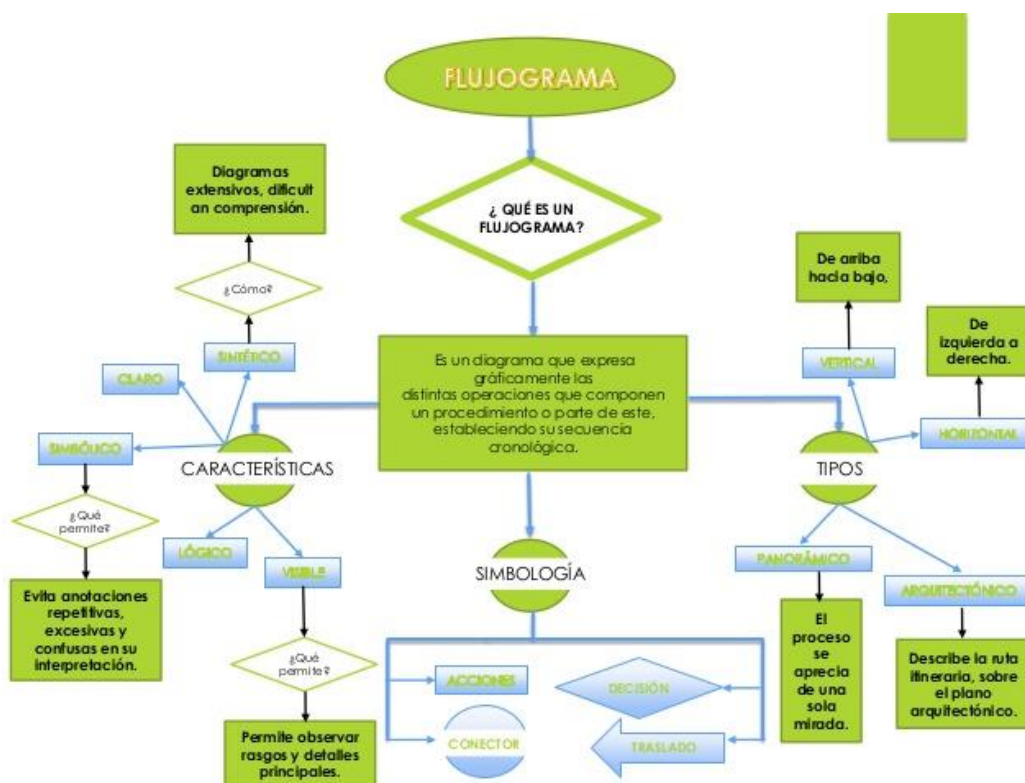 FLUJOGRAMA
¿ QUÉ ES UN
FLUJOGRAMA?
Es un diagrama que expresa
gráficamente las
distintas operaciones que componen
un procedimiento o parte de este,
estableciendo su secuencia
cronológica.
CARACTERÍSTICAS
Diagramas
extensivos, dificult
an comprensión.
¿Cómo?
SINTÉTICO
CLARO
SIMBÓLICO
¿Qué
permite?
Evita anotaciones
repetitivas,
excesivas y
confusas en su
interpretación.
LÓGICO
VISIBLE
¿Qué
permite?
Permite observar
rasgos y detalles
principales.
SIMBOLOGÍA
ACCIONES
CONECTOR
DECISIÓN
TRASLADO
TIPOS
De arriba
hacia bajo,
VERTICAL
De
izquierda a
derecha.
HORIZONTAL
PANORÁMICO
El
proceso
se
aprecia
de una
sola
mirada.
ARQUITECTÓNICO
Describe la ruta
itineraria, sobre
el plano
arquitectónico.